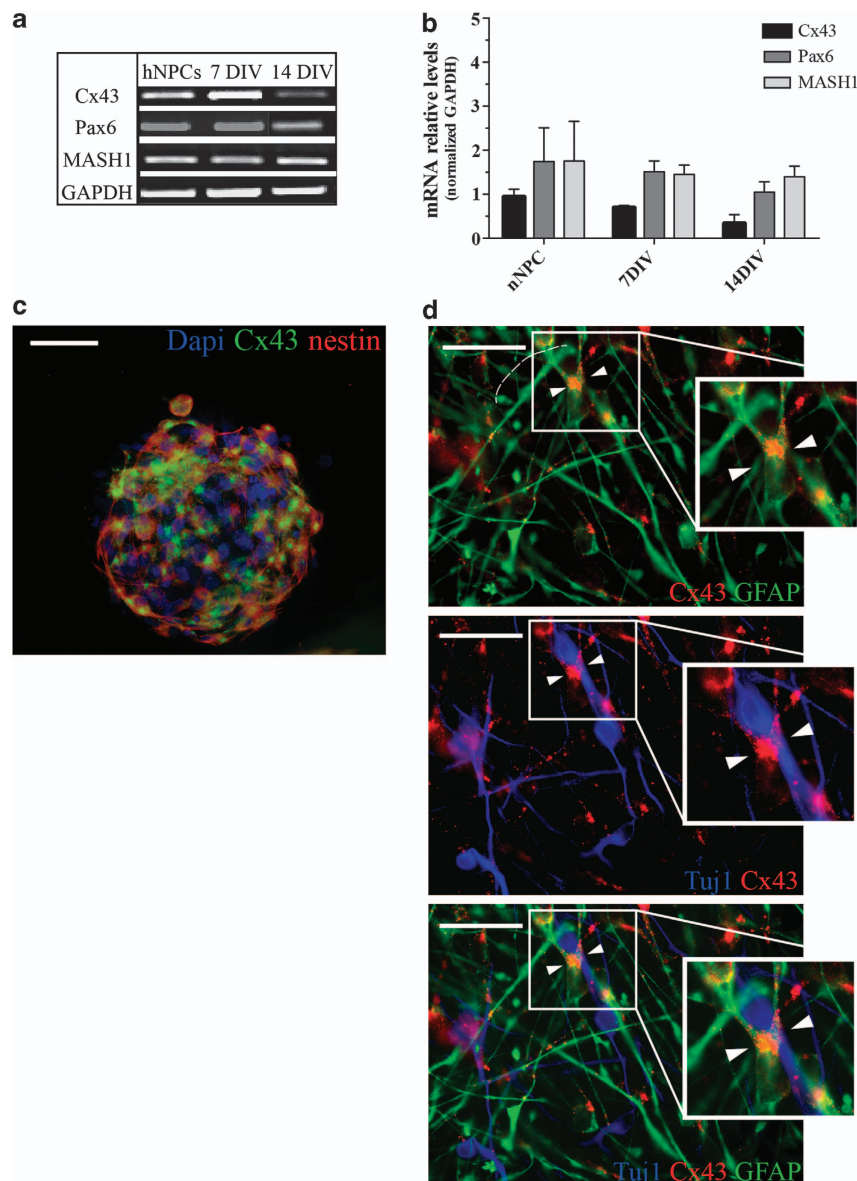 a
hNPCs 7 DIV 14 DIV
Cx43
Pax6
MASH1
GAPDH
b
mRNA relative levels
(normalized GAPDH)
5
4
3
2
1
0
Cx43
Pax6
MASH1
nNPC
7DIV
14DIV
c
Dapi Cx43 nestin
d
Cx43 GFAP
Tuj1 Cx43
Tuj1 Cx43 GFAP